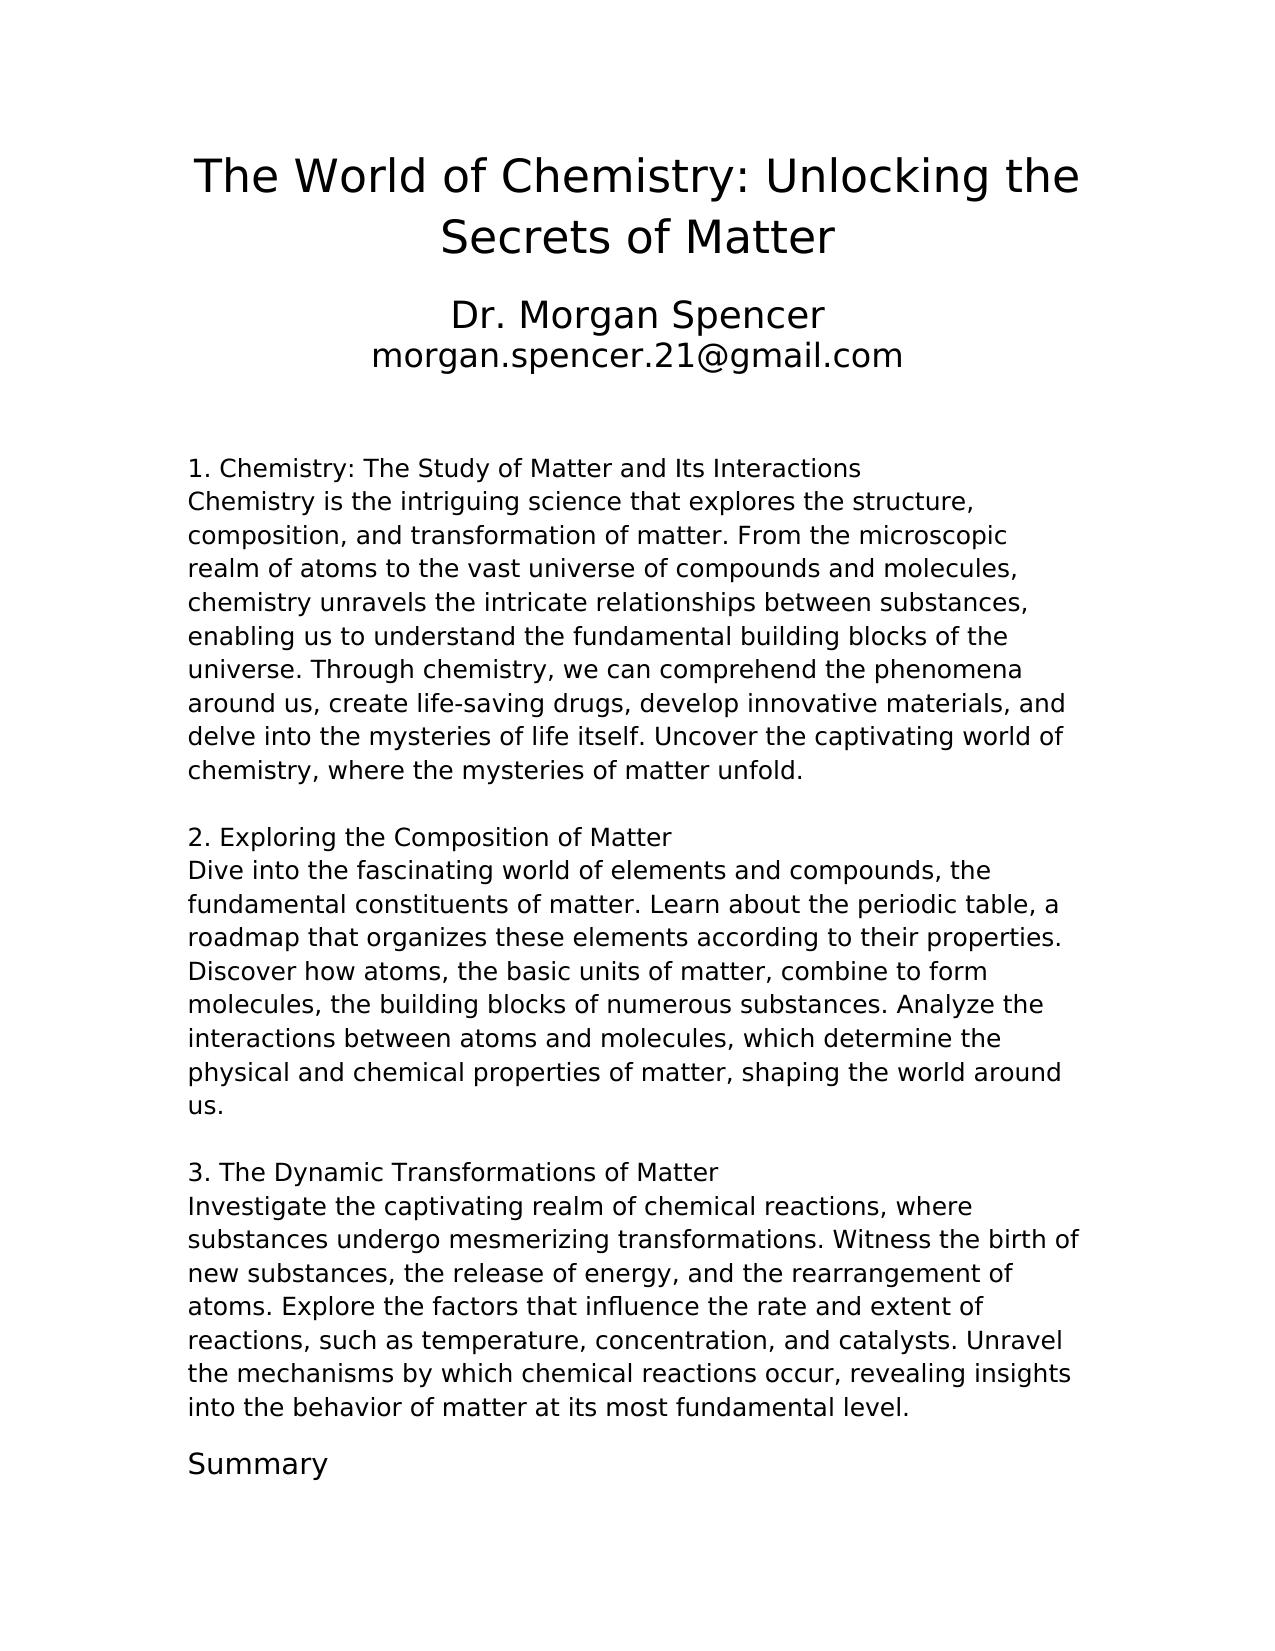 The World of Chemistry: Unlocking the
Secrets of Matter
Dr. Morgan Spencer
morgan.spencer.21@gmail.com
1. Chemistry: The Study of Matter and Its Interactions
Chemistry is the intriguing science that explores the structure,
composition, and transformation of matter. From the microscopic
realm of atoms to the vast universe of compounds and molecules,
chemistry unravels the intricate relationships between substances,
enabling us to understand the fundamental building blocks of the
universe. Through chemistry, we can comprehend the phenomena
around us, create life-saving drugs, develop innovative materials, and
delve into the mysteries of life itself. Uncover the captivating world of
chemistry, where the mysteries of matter unfold.
2. Exploring the Composition of Matter
Dive into the fascinating world of elements and compounds, the
fundamental constituents of matter. Learn about the periodic table, a
roadmap that organizes these elements according to their properties.
Discover how atoms, the basic units of matter, combine to form
molecules, the building blocks of numerous substances. Analyze the
interactions between atoms and molecules, which determine the
physical and chemical properties of matter, shaping the world around
us.
3. The Dynamic Transformations of Matter
Investigate the captivating realm of chemical reactions, where
substances undergo mesmerizing transformations. Witness the birth of
new substances, the release of energy, and the rearrangement of
atoms. Explore the factors that influence the rate and extent of
reactions, such as temperature, concentration, and catalysts. Unravel
the mechanisms by which chemical reactions occur, revealing insights
into the behavior of matter at its most fundamental level.
Summary